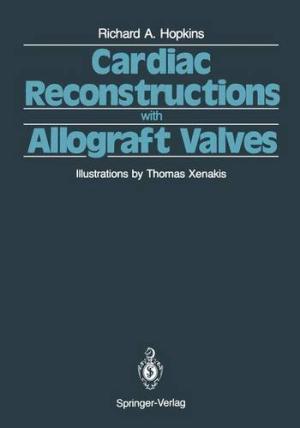 Richard A. Hopkins
Cardiac
Reconstructions
with
Allograft Valves
Illustrations by Thomas Xenakis
Springer-Verlag